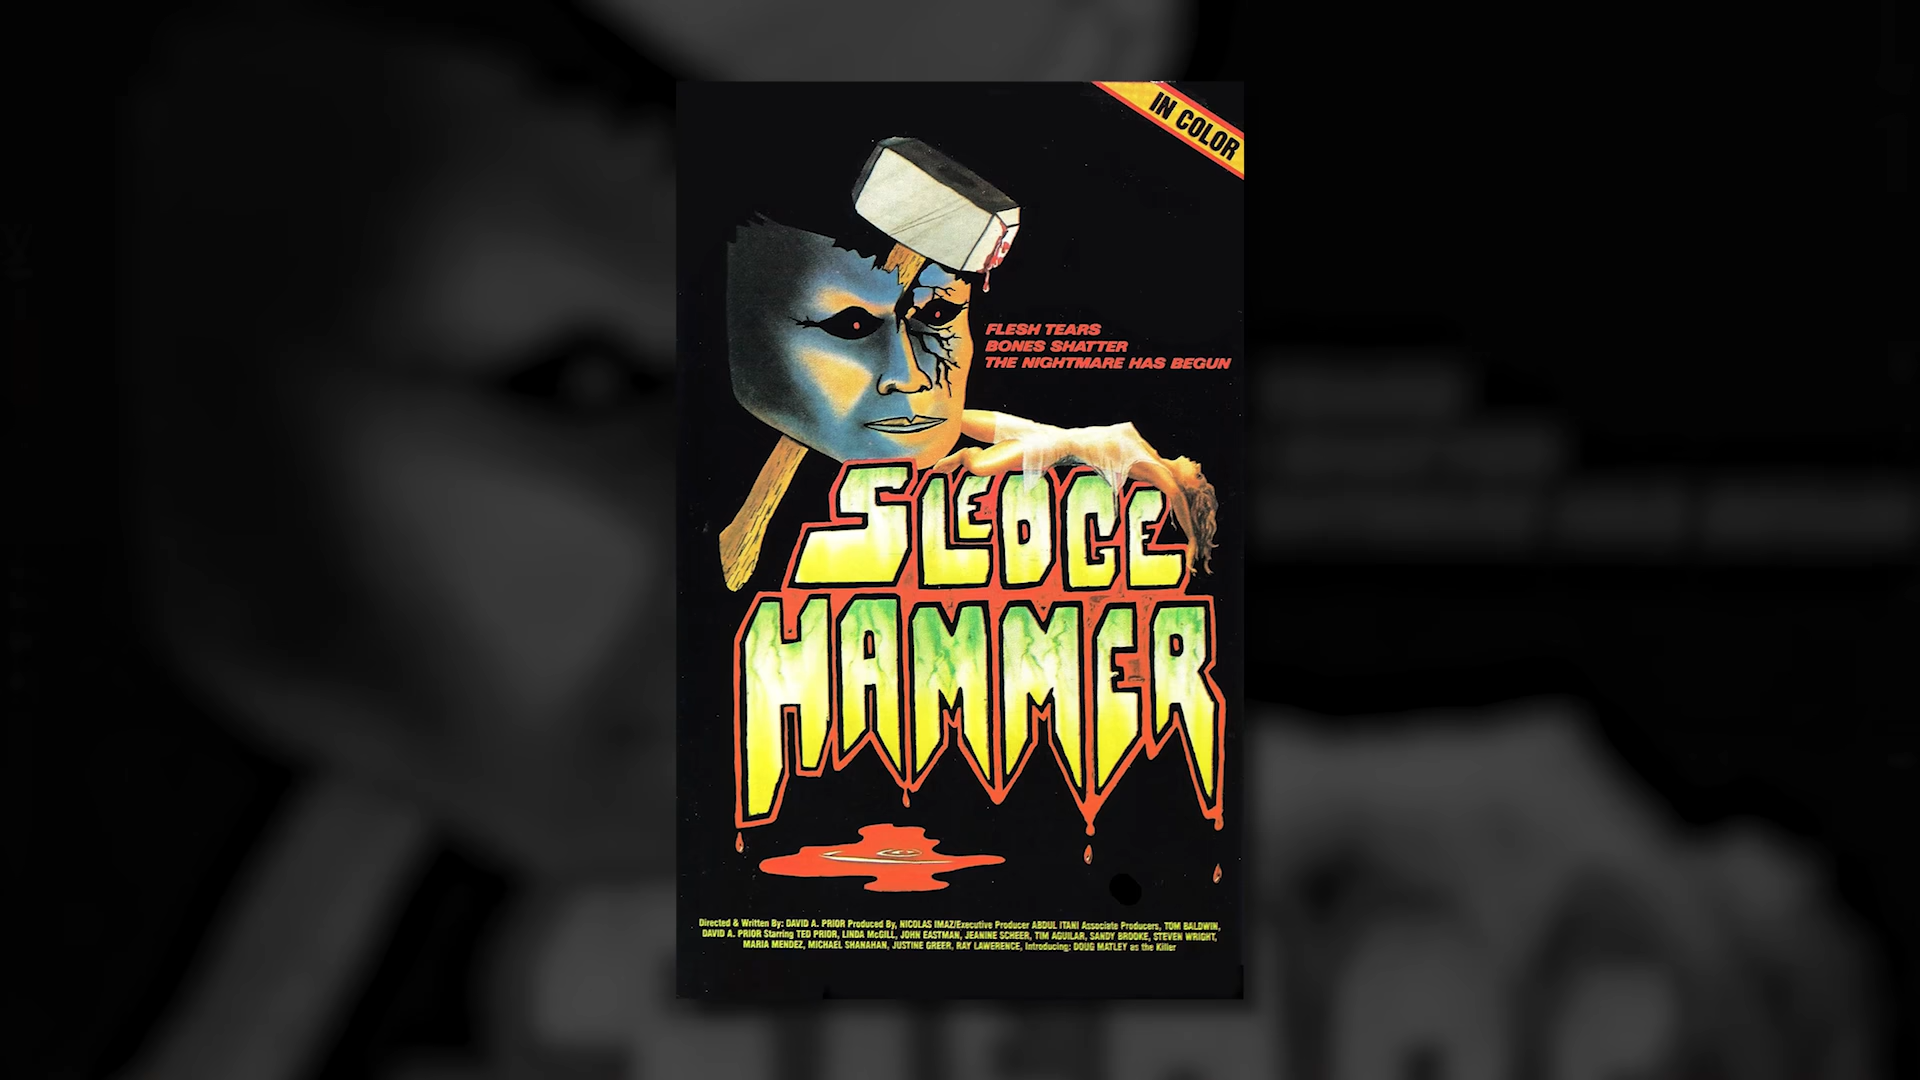 IN COLOR
FLESH TEARS
BONES SHATTER
THE NIGHTMARE HAS BEGUN
SLEDGE
HAMMER
Directed & Written By: DAVID A. PRIOR Produced By, NICOLAS IMAZ/Executive Producer ABDUL ITANI Associate Producers, TOM BALDWIN,
DAVID A. PRIOR Starring TED PRIOR, LINDA McGILL, JOHN EASTMAN, JEANINE SCHEER, TIM AGUILAR, SANDY BROOKE, STEVEN WRIGHT,
MARIA MENDEZ, MICHAEL SHANAHAN, JUSTINE GREER, RAY LAWERENCE, Introducing: DOUG MATLEY as the Killer